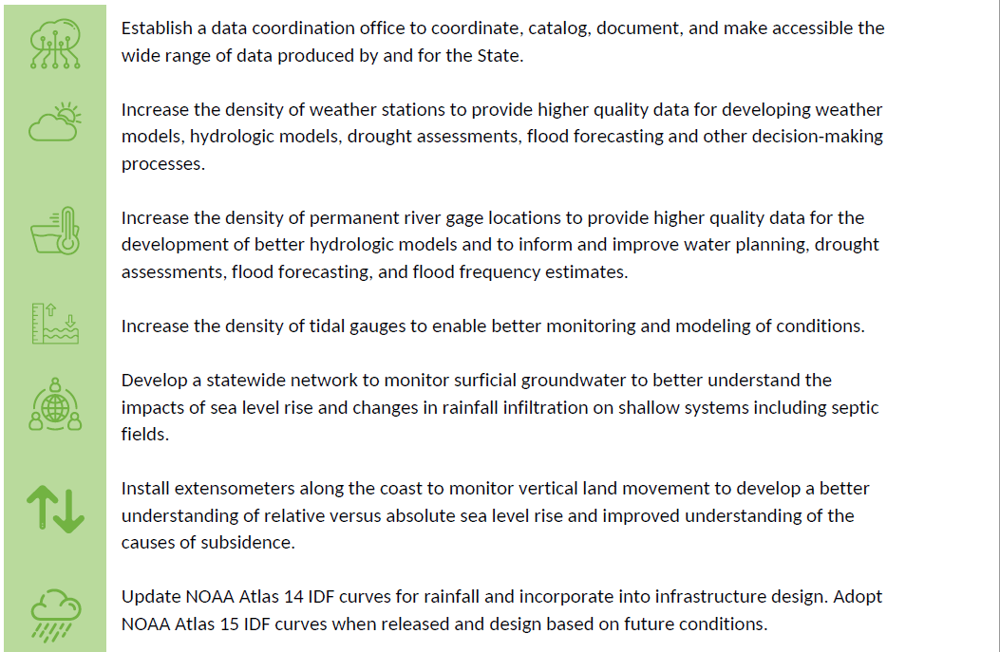 Establish a data coordination office to coordinate, catalog, document, and make accessible the
wide range of data produced by and for the State.
Increase the density of weather stations to provide higher quality data for developing weather
models, hydrologic models, drought assessments, flood forecasting and other decision-making
processes.
Increase the density of permanent river gage locations to provide higher quality data for the
development of better hydrologic models and to inform and improve water planning, drought
assessments, flood forecasting, and flood frequency estimates.
Increase the density of tidal gauges to enable better monitoring and modeling of conditions.
Develop a statewide network to monitor surficial groundwater to better understand the
impacts of sea level rise and changes in rainfall infiltration on shallow systems including septic
fields.
Install extensometers along the coast to monitor vertical land movement to develop a better
understanding of relative versus absolute sea level rise and improved understanding of the
causes of subsidence.
Update NOAA Atlas 14 IDF curves for rainfall and incorporate into infrastructure design. Adopt
NOAA Atlas 15 IDF curves when released and design based on future conditions.